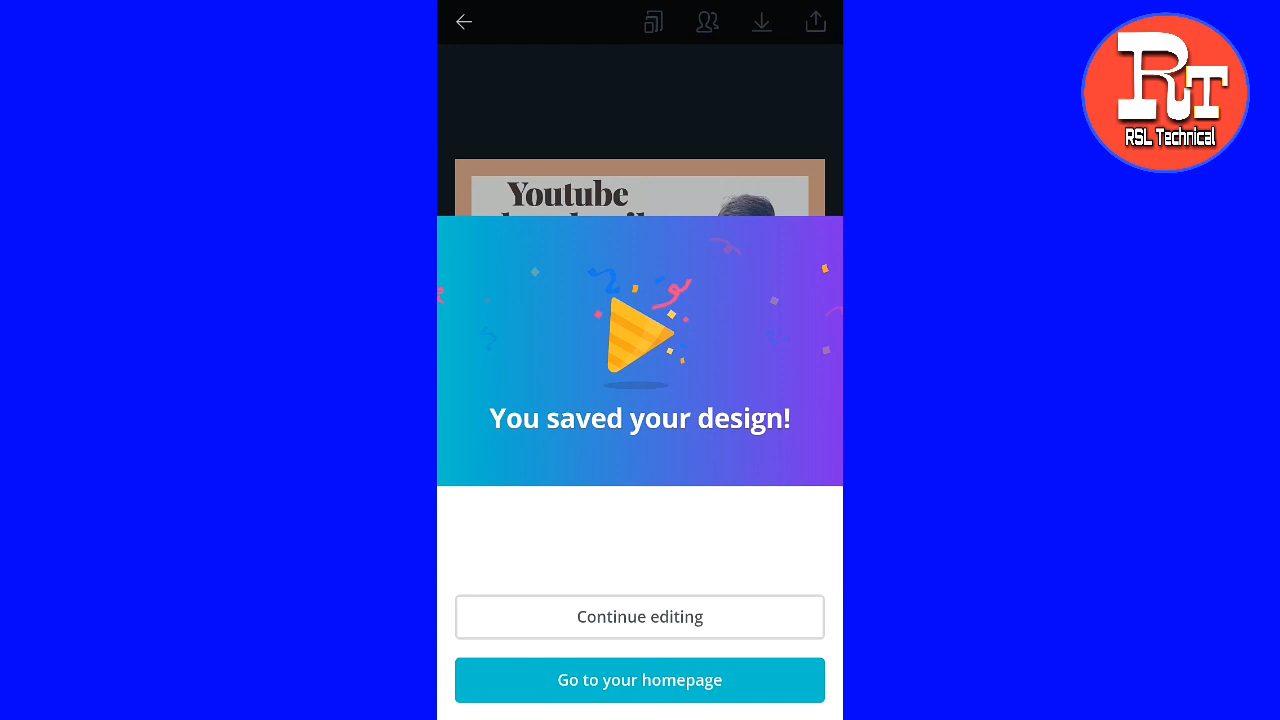 RT
RSL Technical
Youtube
You saved your design!
Continue editing
Go to your homepage